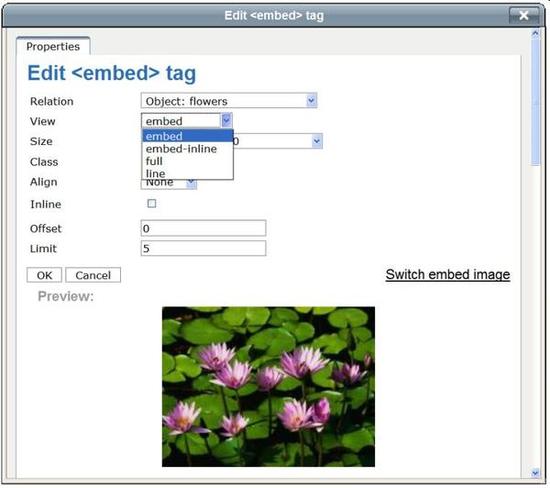 Edit <embed> tag
Properties
Edit <embed> tag
Relation Object: flowers
View embed
embed
Size 0
embed-inline
Class full
line
Align None
Inline
Offset 0
Limit 5
OK Cancel Switch embed image
Preview: